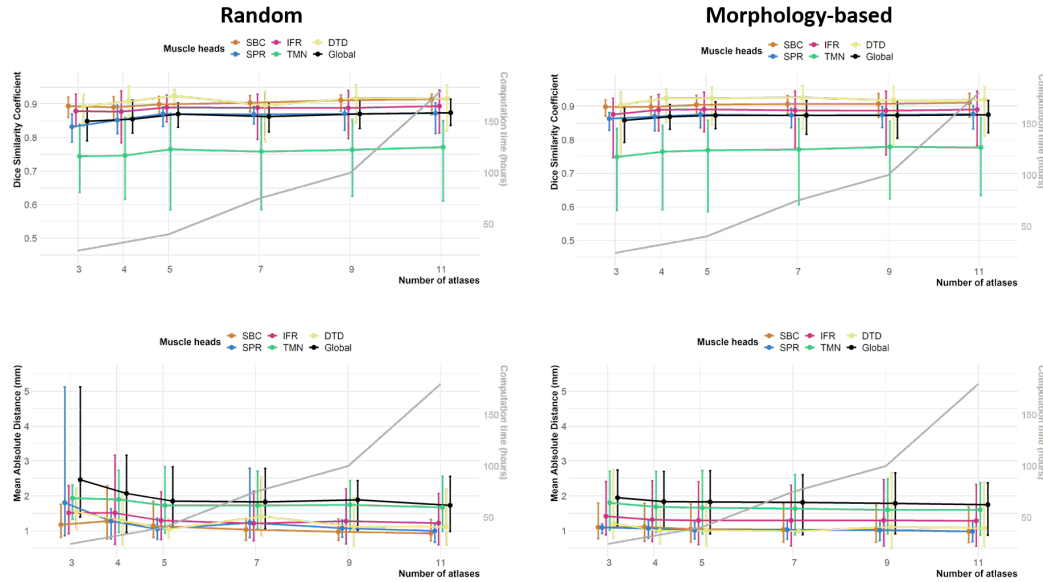 Random
Morphology-based
Muscle heads
SBC IFR DTD
SPR TMN Global
Dice Similarity Coefficient
0.9
0.8
0.7
0.6
0.5
Computation time (hours)
150
100
50
3 4 5 7 9 11
Number of atlases
Muscle heads
SBC IFR DTD
SPR TMN Global
Dice Similarity Coefficient
0.9
0.8
0.7
0.6
0.5
Computation time (hours)
150
100
50
3 4 5 7 9 11
Number of atlases
Muscle heads
SBC IFR DTD
SPR TMN Global
Mean Absolute Distance (mm)
5
4
3
2
1
Computation time (hours)
150
100
50
3 4 5 7 9 11
Number of atlases
Muscle heads
SBC IFR DTD
SPR TMN Global
Mean Absolute Distance (mm)
5
4
3
2
1
Computation time (hours)
150
100
50
3 4 5 7 9 11
Number of atlases